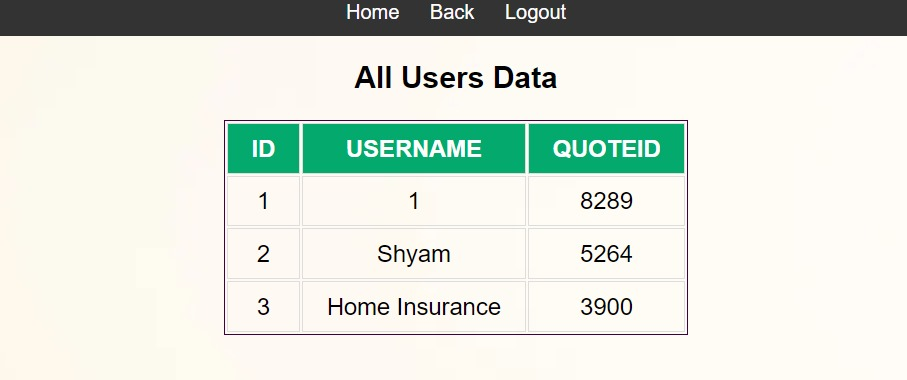 Home Back Logout
All Users Data
ID USERNAME QUOTEID
1 1 8289
2 Shyam 5264
3 Home Insurance 3900